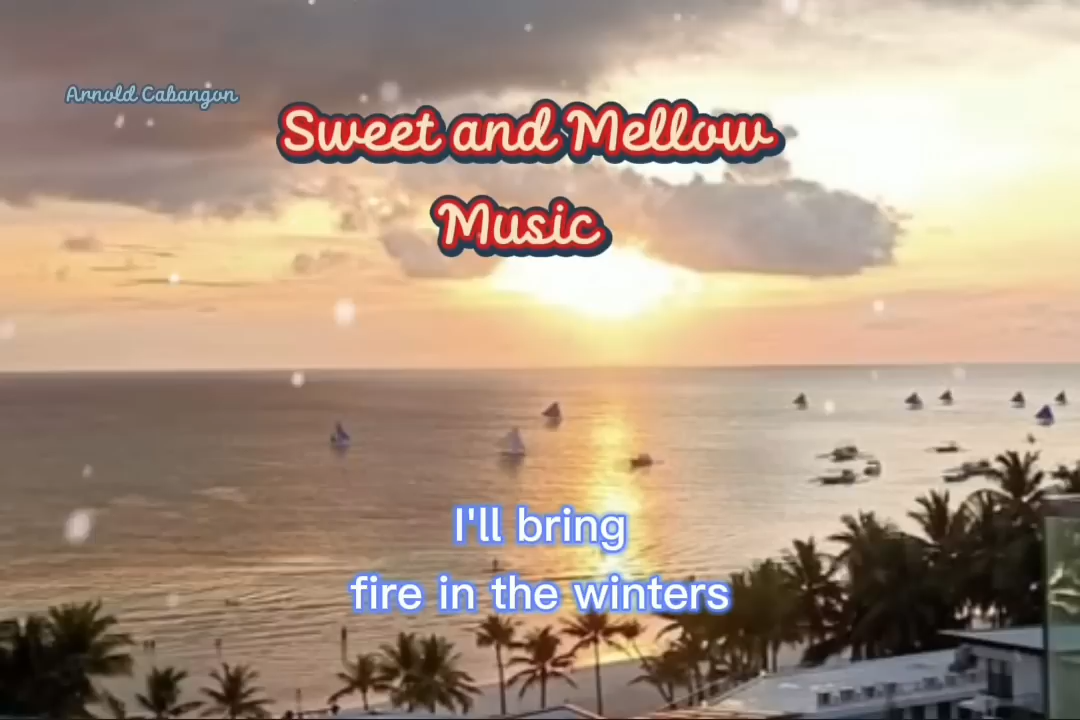 Arnold Cabangon
Sweet and Mellow
Music
I'll bring
fire in the winters